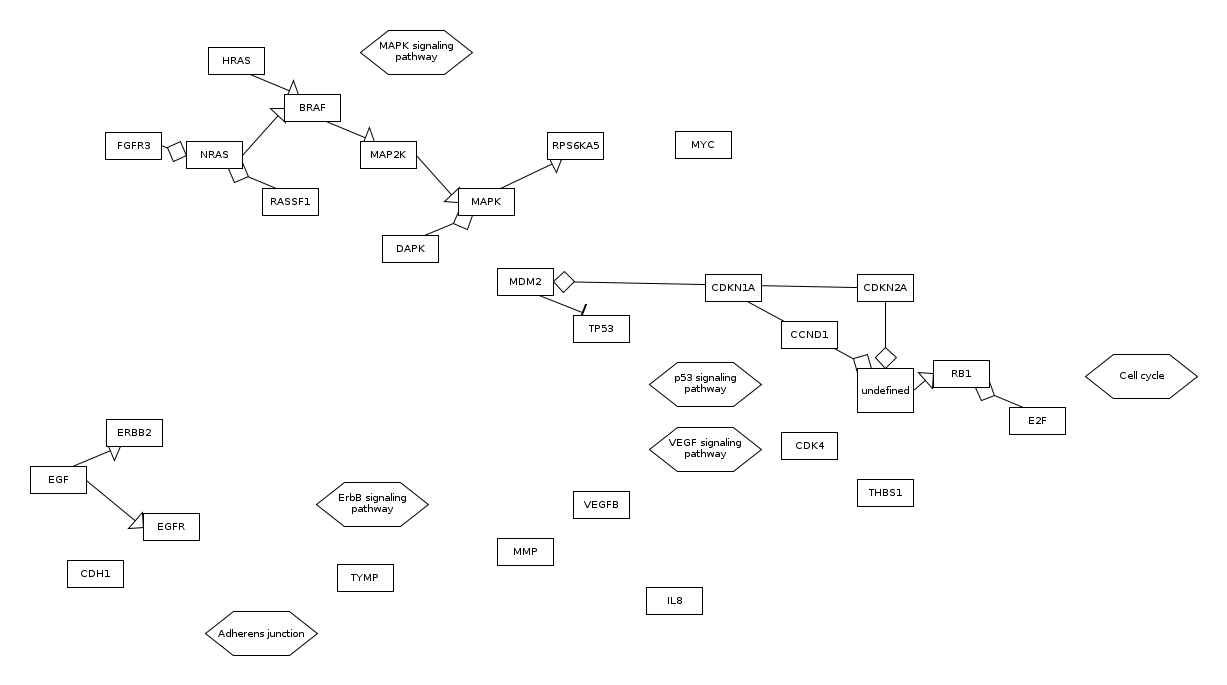 MAPK signaling
pathway
HRAS
BRAF
FGFR3
NRAS
MAP2K
RPS6KA5
MYC
RASSF1
MAPK
DAPK
MDM2
CDKN1A
CDKN2A
TP53
CCND1
p53 signaling
pathway
undefined
RB1
Cell cycle
E2F
ERBB2
VEGF signaling
pathway
CDK4
EGF
ErbB signaling
pathway
VEGFB
THBS1
EGFR
MMP
CDH1
TYMP
IL8
Adherens junction